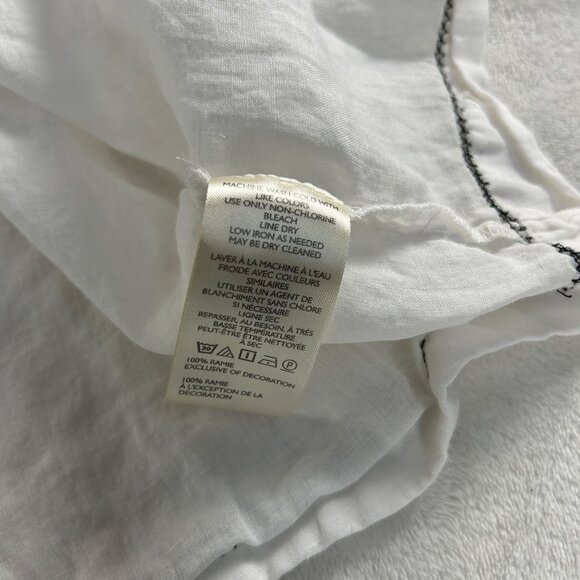 MACHINE WASH COLD WITH
LIKE COLORS
USE ONLY NON-CHLORINE
BLEACH
LINE DRY
LOW IRON AS NEEDED
MAY BE DRY CLEANED
LAVER À LA MACHINE À L'EAU
FROIDE AVEC COULEURS
SIMILAIRES
UTILISER UN AGENT DE
BLANCHIMENT SANS CHLORE
SI NÉCESSAIRE
LIGNE SEC
REPASSER, AU BESOIN, À TRÈS
BASSE TEMPÉRATURE
PEUT-ÊTRE ÊTRE NETTOYÉE
À SEC
30 P
100% RAMIE
EXCLUSIVE OF DECORATION
100% RAMIE
À L'EXCEPTION DE LA
DÉCORATION